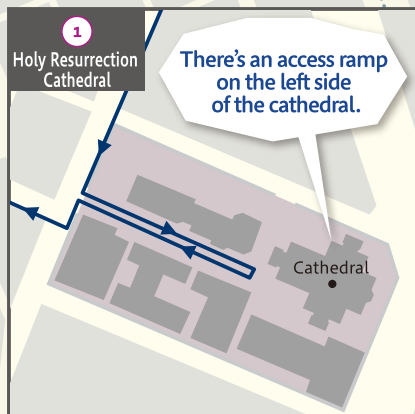 1
Holy Resurrection
Cathedral
There's an access ramp
on the left side
of the cathedral.
Cathedral